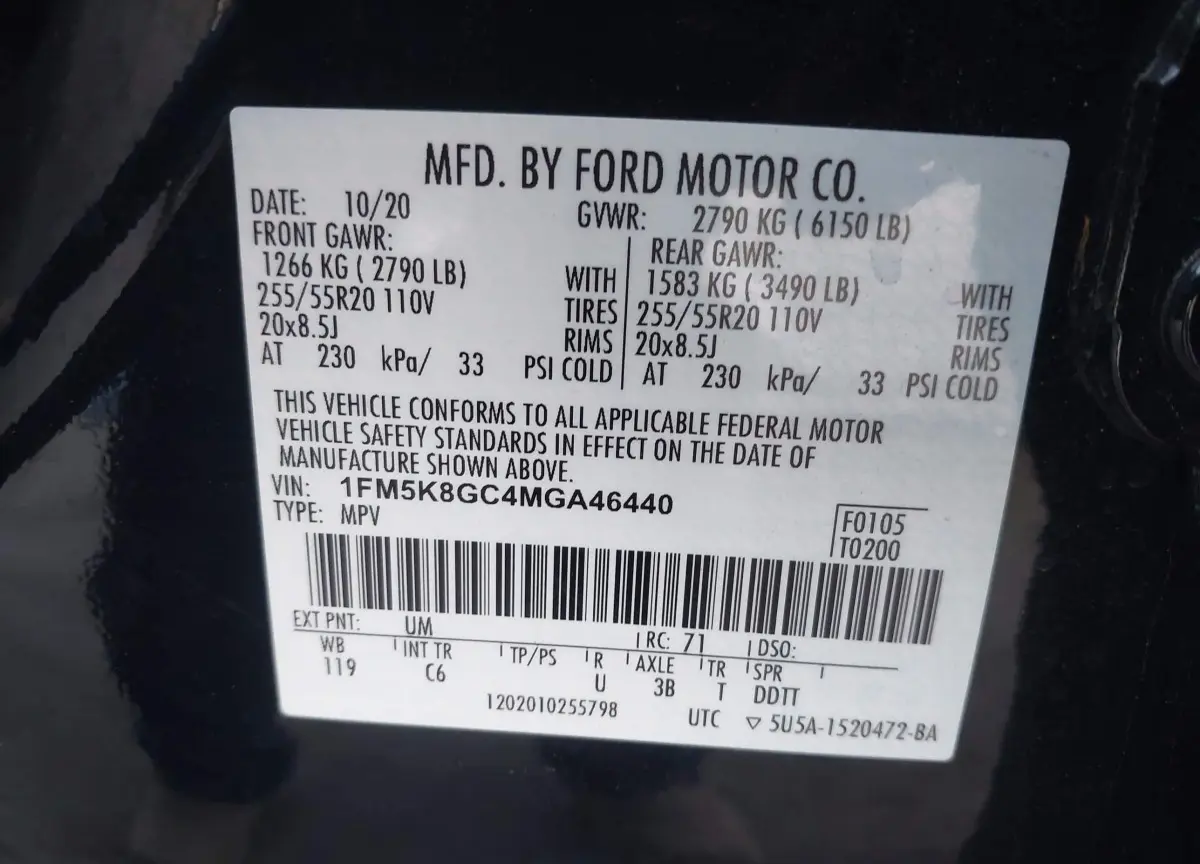 MFD. BY FORD MOTOR CO.
DATE: 10/20 GVWR: 2790 KG ( 6150 LB)
FRONT GAWR: REAR GAWR:
1266 KG ( 2790 LB) WITH 1583 KG ( 3490 LB) WITH
255/55R20 110V TIRES 255/55R20 110V TIRES
20x8.5J RIMS 20x8.5J RIMS
AT 230 kPa/ 33 PSI COLD AT 230 kPa/ 33 PSI COLD
THIS VEHICLE CONFORMS TO ALL APPLICABLE FEDERAL MOTOR
VEHICLE SAFETY STANDARDS IN EFFECT ON THE DATE OF
MANUFACTURE SHOWN ABOVE.
VIN: 1FM5K8GC4MGA46440
TYPE: MPV
F0105
T0200
EXT PNT: UM RC: 71 DSO:
WB INT TR TP/PS R AXLE TR SPR
119 C6 U 3B T DDTT
1202010255798 UTC ▽ 5U5A-1520472-BA